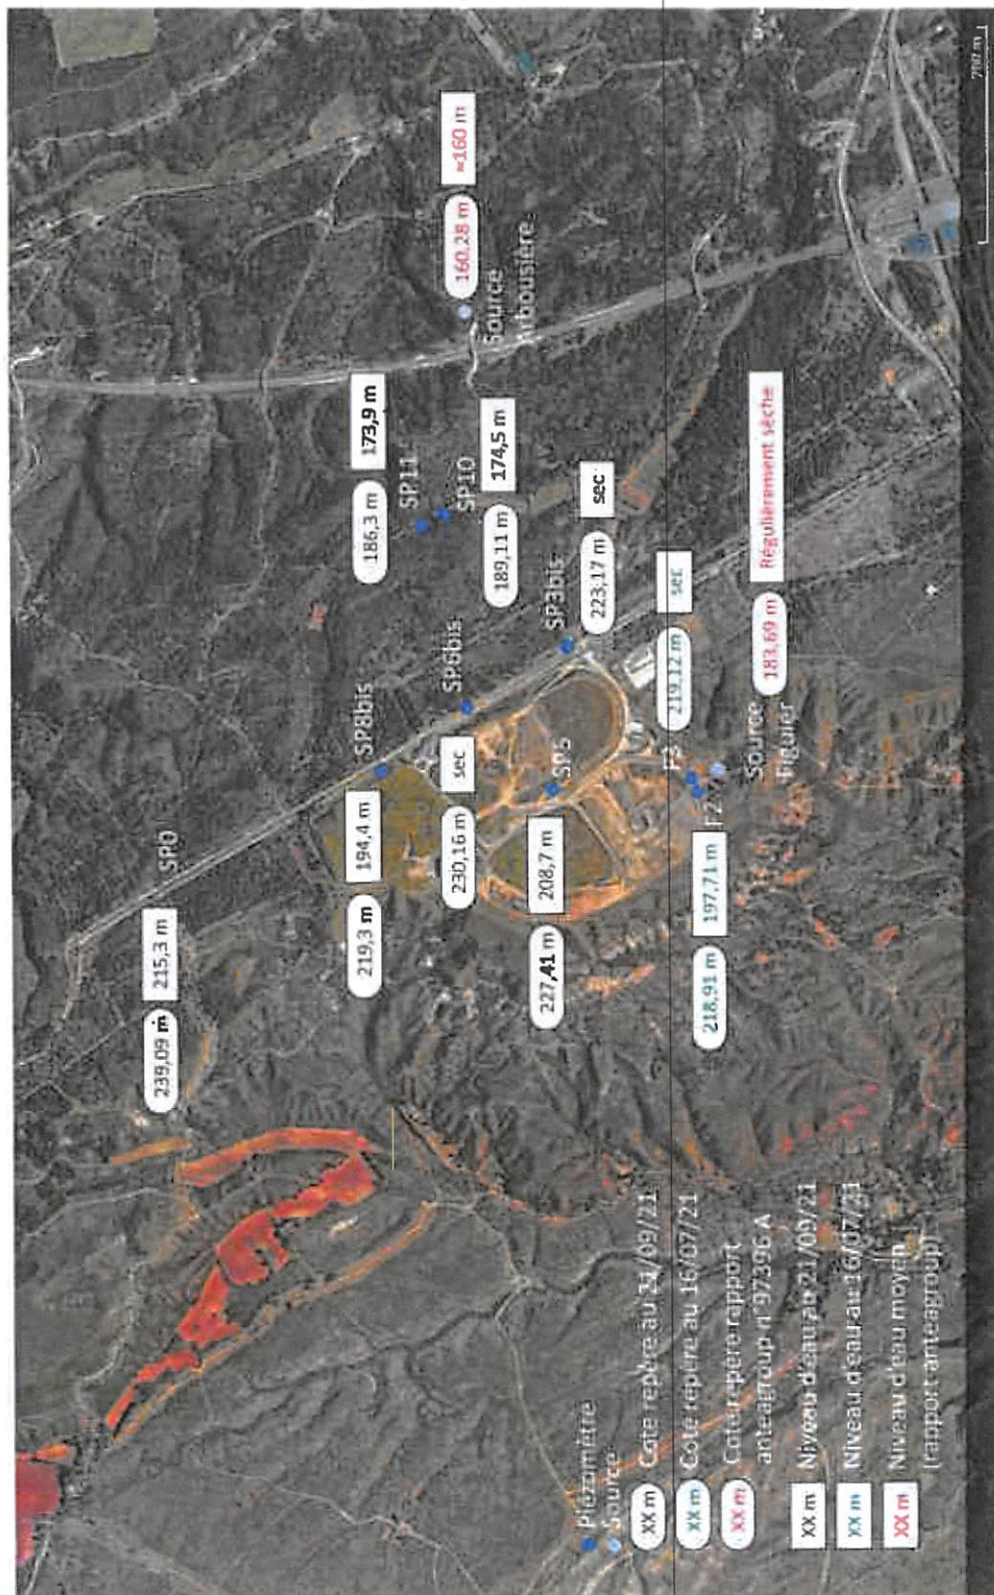 SP0
239,09 m
215,3 m
SP8bis
219,3 m
194,4 m
SP6bis
230,16 m
sec
SP11
186,3 m
173,9 m
SP10
189,11 m
174,5 m
160,28 m
≈160 m
Source
Arbousière
SP3bis
223,17 m
sec
SP5
227,41 m
208,7 m
F3
219,12 m
sec
F2
218,91 m
197,71 m
Source
Figuier
183,69 m
Régulièrement sèche
Piézomètre
Source
XX m Cote repère au 21/09/21
XX m Cote repère au 16/07/21
XX m Cote repère rapport
anteagroup n°97396 A
XX m Niveau d'eau au 21/09/21
XX m Niveau d'eau au 16/07/21
XX m Niveau d'eau moyen
(rapport anteagroup)
200 m